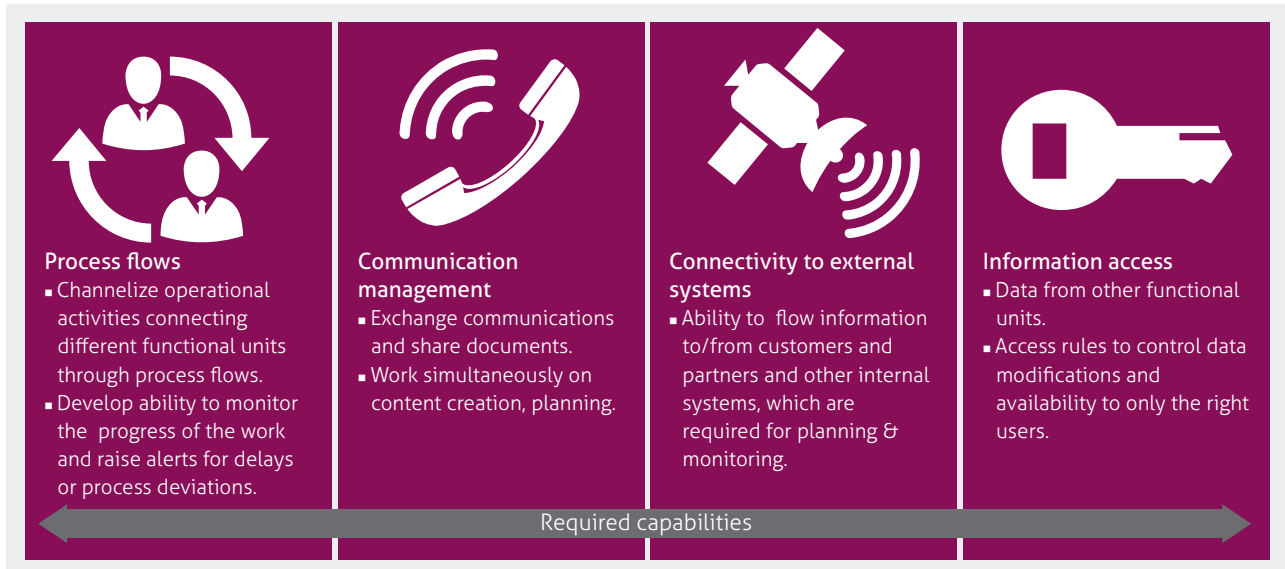 Process flows
▪ Channelize operational
activities connecting
different functional units
through process flows.
▪ Develop ability to monitor
the progress of the work
and raise alerts for delays
or process deviations.
Communication
management
▪ Exchange communications
and share documents.
▪ Work simultaneously on
content creation, planning.
Connectivity to external
systems
▪ Ability to flow information
to/from customers and
partners and other internal
systems, which are
required for planning &
monitoring.
Information access
▪ Data from other functional
units.
▪ Access rules to control data
modifications and
availability to only the right
users.
Required capabilities